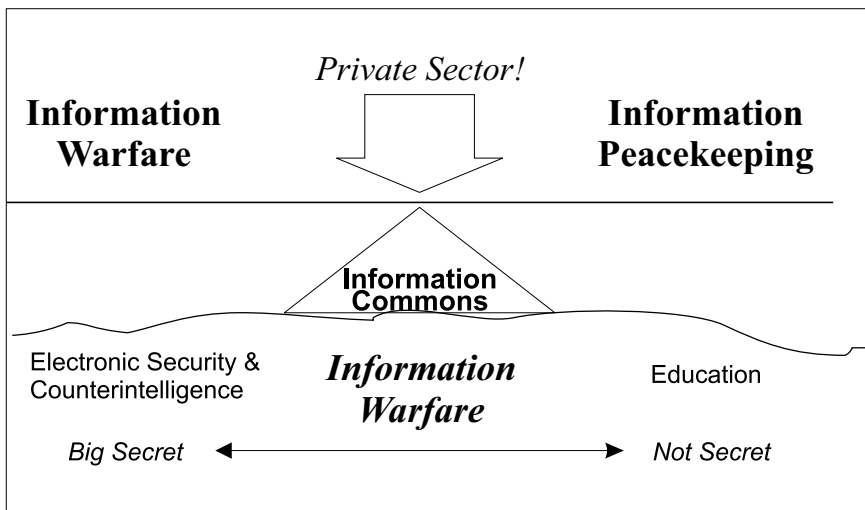 Private Sector!
Information
Warfare
Information
Peacekeeping
Information
Commons
Electronic Security &
Counterintelligence
Information
Warfare
Education
Big Secret
Not Secret